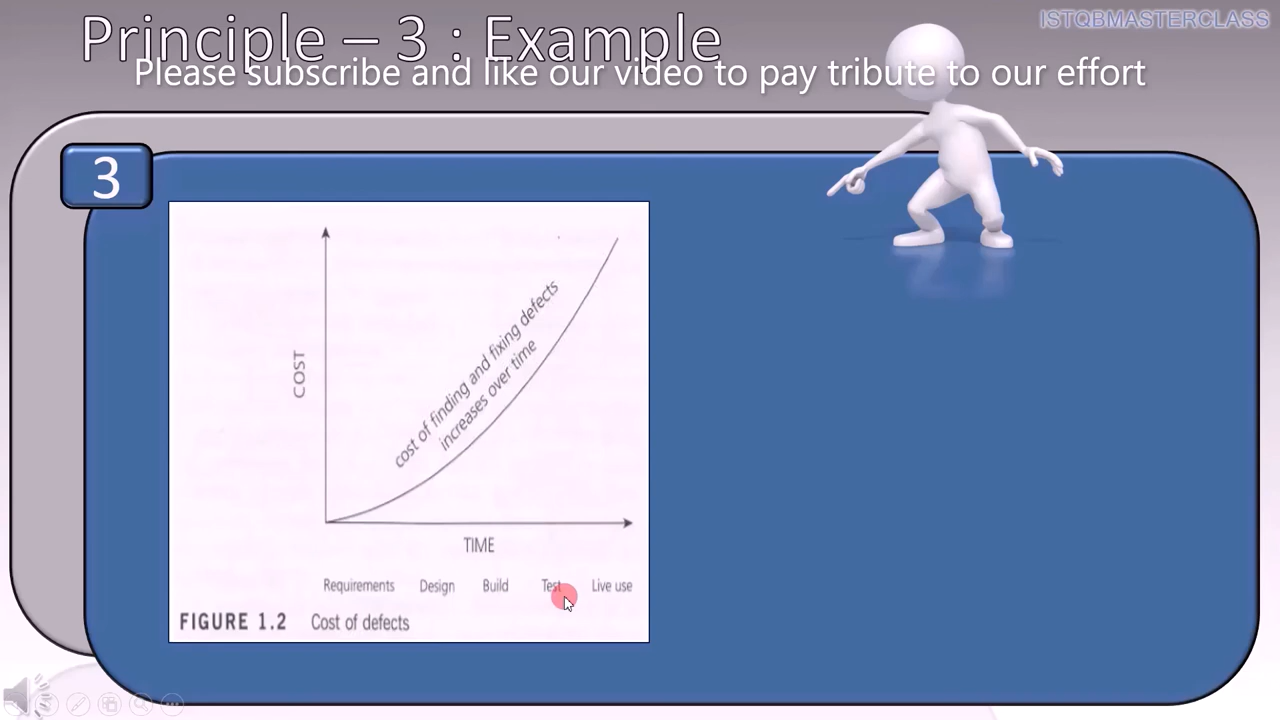 ISTQBMASTERCLASS
Principle – 3 : Example
Please subscribe and like our video to pay tribute to our effort
3
COST
cost of finding and fixing defects
increases over time
TIME
Requirements Design Build Test Live use
FIGURE 1.2 Cost of defects